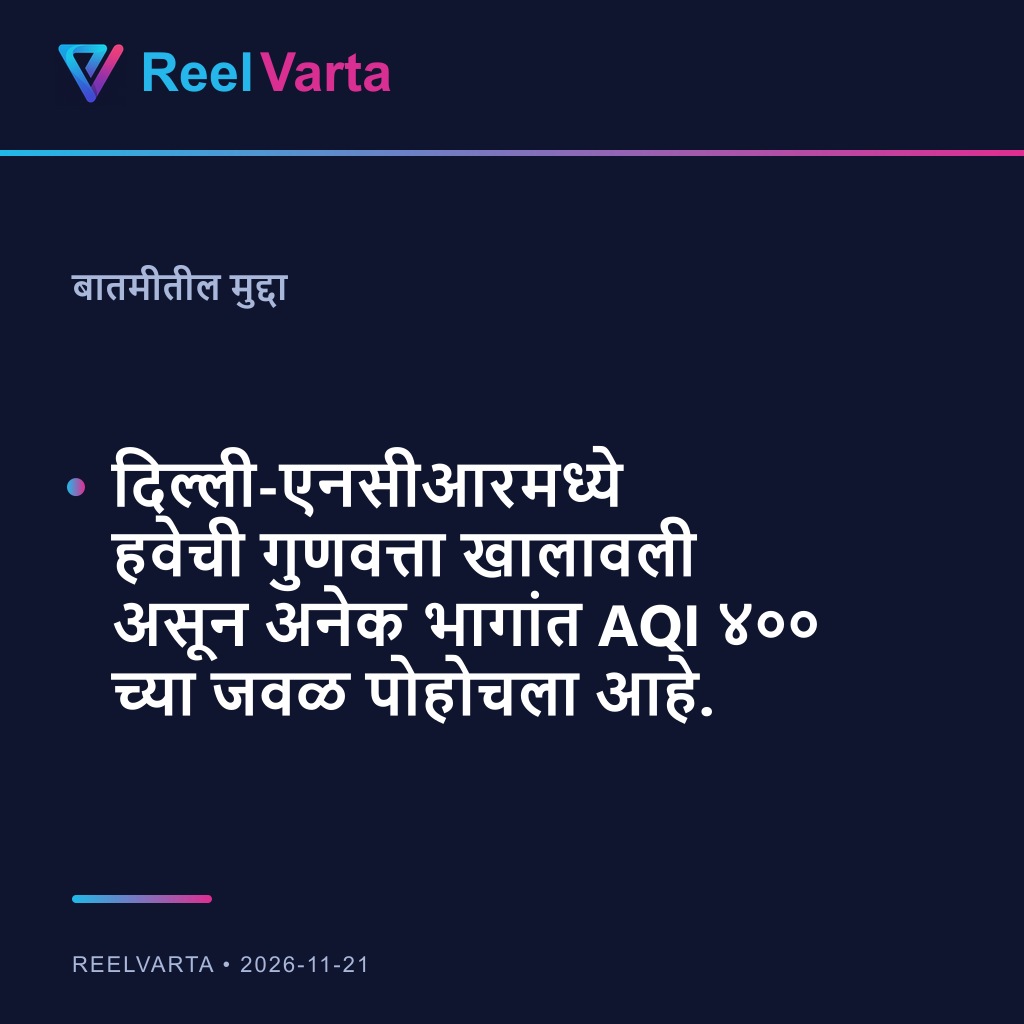 Reel Varta
बातमीतील मुद्दा
• दिल्ली-एनसीआरमध्ये
हवेची गुणवत्ता खालावली
असून अनेक भागांत AQI ४००
च्या जवळ पोहोचला आहे.
REELVARTA • 2026-11-21